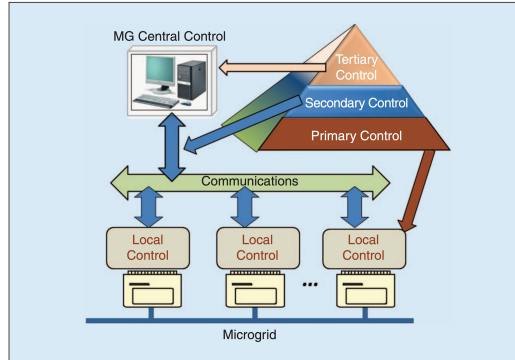 MG Central Control
Tertiary
Control
Secondary Control
Primary Control
Communications
Local
Control
Local
Control
...
Local
Control
Microgrid